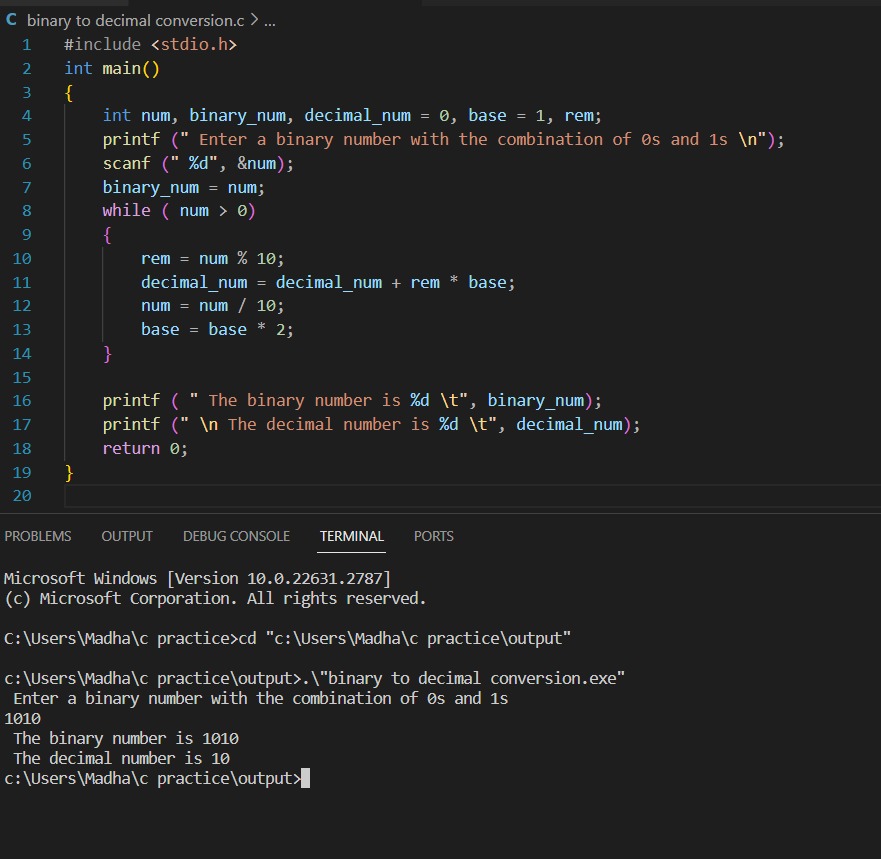 C binary to decimal conversion.c > ...
1 #include <stdio.h>
2 int main()
3 {
4     int num, binary_num, decimal_num = 0, base = 1, rem;
5     printf (" Enter a binary number with the combination of 0s and 1s \n");
6     scanf (" %d", &num);
7     binary_num = num;
8     while ( num > 0)
9     {
10         rem = num % 10;
11         decimal_num = decimal_num + rem * base;
12         num = num / 10;
13         base = base * 2;
14     }
15
16     printf ( " The binary number is %d \t", binary_num);
17     printf (" \n The decimal number is %d \t", decimal_num);
18     return 0;
19 }
20
PROBLEMS OUTPUT DEBUG CONSOLE TERMINAL PORTS
Microsoft Windows [Version 10.0.22631.2787]
(c) Microsoft Corporation. All rights reserved.
C:\Users\Madha\c practice>cd "c:\Users\Madha\c practice\output"
c:\Users\Madha\c practice\output>.\"binary to decimal conversion.exe"
 Enter a binary number with the combination of 0s and 1s
1010
 The binary number is 1010
 The decimal number is 10
c:\Users\Madha\c practice\output>